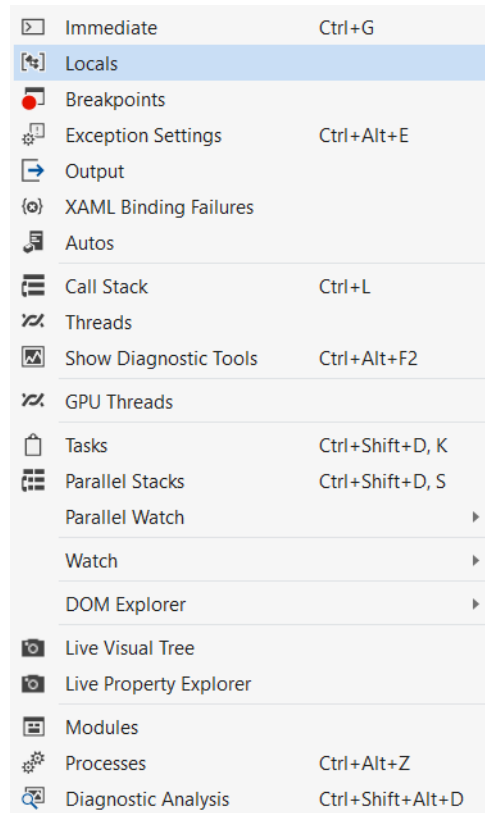 Immediate Ctrl+G
Locals
Breakpoints
Exception Settings Ctrl+Alt+E
Output
XAML Binding Failures
Autos
Call Stack Ctrl+L
Threads
Show Diagnostic Tools Ctrl+Alt+F2
GPU Threads
Tasks Ctrl+Shift+D, K
Parallel Stacks Ctrl+Shift+D, S
Parallel Watch
Watch
DOM Explorer
Live Visual Tree
Live Property Explorer
Modules
Processes Ctrl+Alt+Z
Diagnostic Analysis Ctrl+Shift+Alt+D